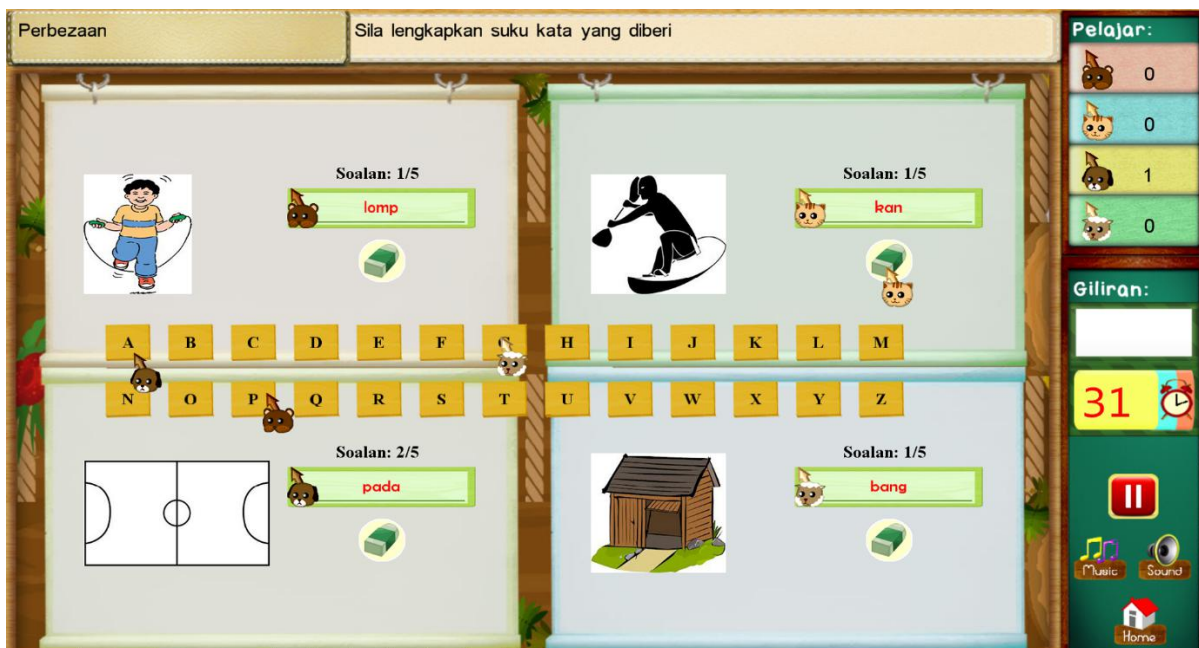 Perbezaan
Sila lengkapkan suku kata yang diberi
Pelajar:
0
0
1
0
Soalan: 1/5
lomp
Soalan: 1/5
kan
A B C D E F G H I J K L M
N O P Q R S T U V W X Y Z
Soalan: 2/5
pada
Soalan: 1/5
bang
Giliran:
31
Music
Sound
Home